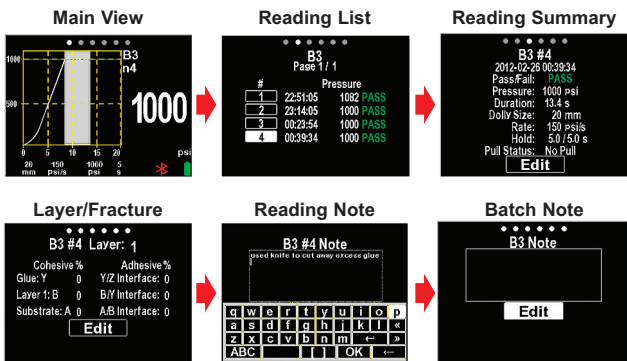 Main View
B3
n4
1000
500
1000
0 5 10 15 20
psi
20 150 1000 5
mm psi/s psi s
Reading List
B3
Page 1 / 1
# Pressure
1 22:51:05 1082 PASS
2 23:14:05 1000 PASS
3 00:23:54 1000 PASS
4 00:39:34 1000 PASS
Reading Summary
B3 #4
2012-02-26 00:39:34
Pass/Fail: PASS
Pressure: 1000 psi
Duration: 13.4 s
Dolly Size: 20 mm
Rate: 150 psi/s
Hold: 5.0 / 5.0 s
Pull Status: No Pull
Edit
Layer/Fracture
B3 #4 Layer: 1
Cohesive % Adhesive %
Glue: Y 0 Y/Z Interface: 0
Layer 1: B 0 B/Y Interface: 0
Substrate: A 0 A/B Interface: 0
Edit
Reading Note
B3 #4 Note
used knife to cut away excess glue
q w e r t y u i o p
a s d f g h j k l «
z x c v b n m ↵ »
ABC [ ] OK ←
Batch Note
B3 Note
Edit